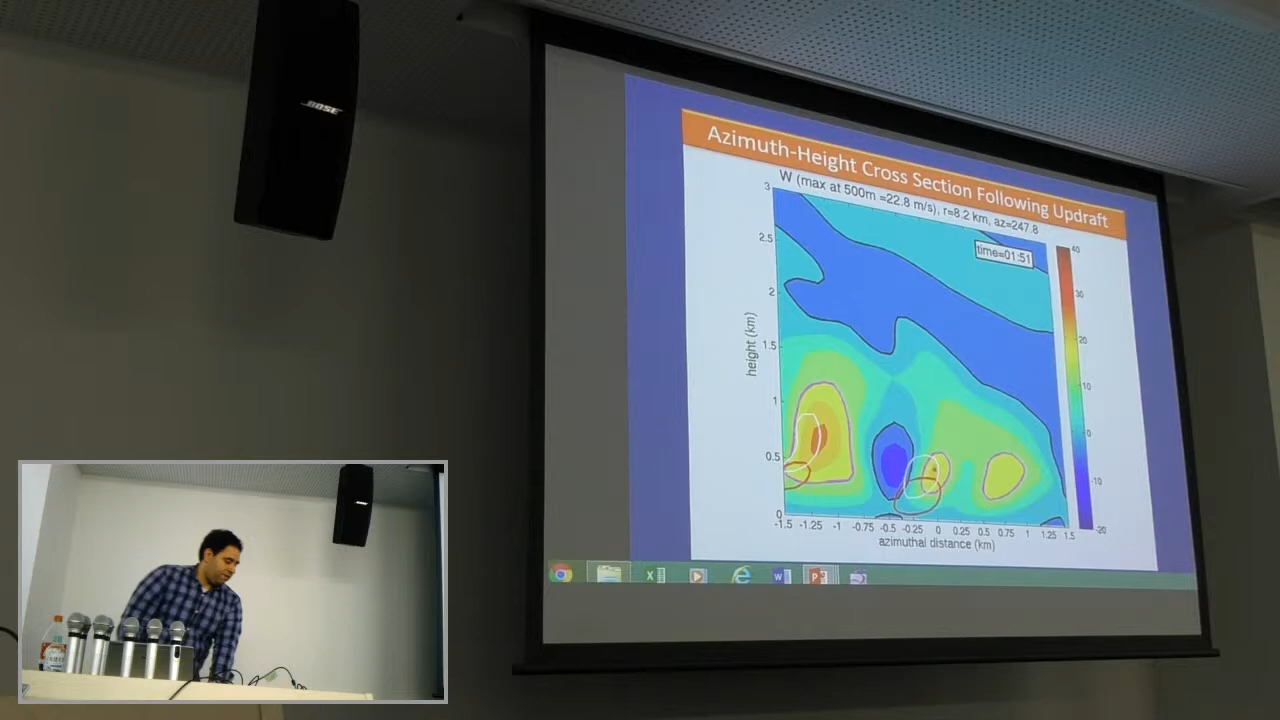 BOSE
Azimuth-Height Cross Section Following Updraft
W (max at 500m =22.8 m/s), r=8.2 km, az=247.8
time=01:51
3
2.5
2
1.5
1
0.5
0
height (km)
-1.5 -1.25 -1 -0.75 -0.5 -0.25 0 0.25 0.5 0.75 1 1.25 1.5
azimuthal distance (km)
40
30
20
10
0
-10
-20